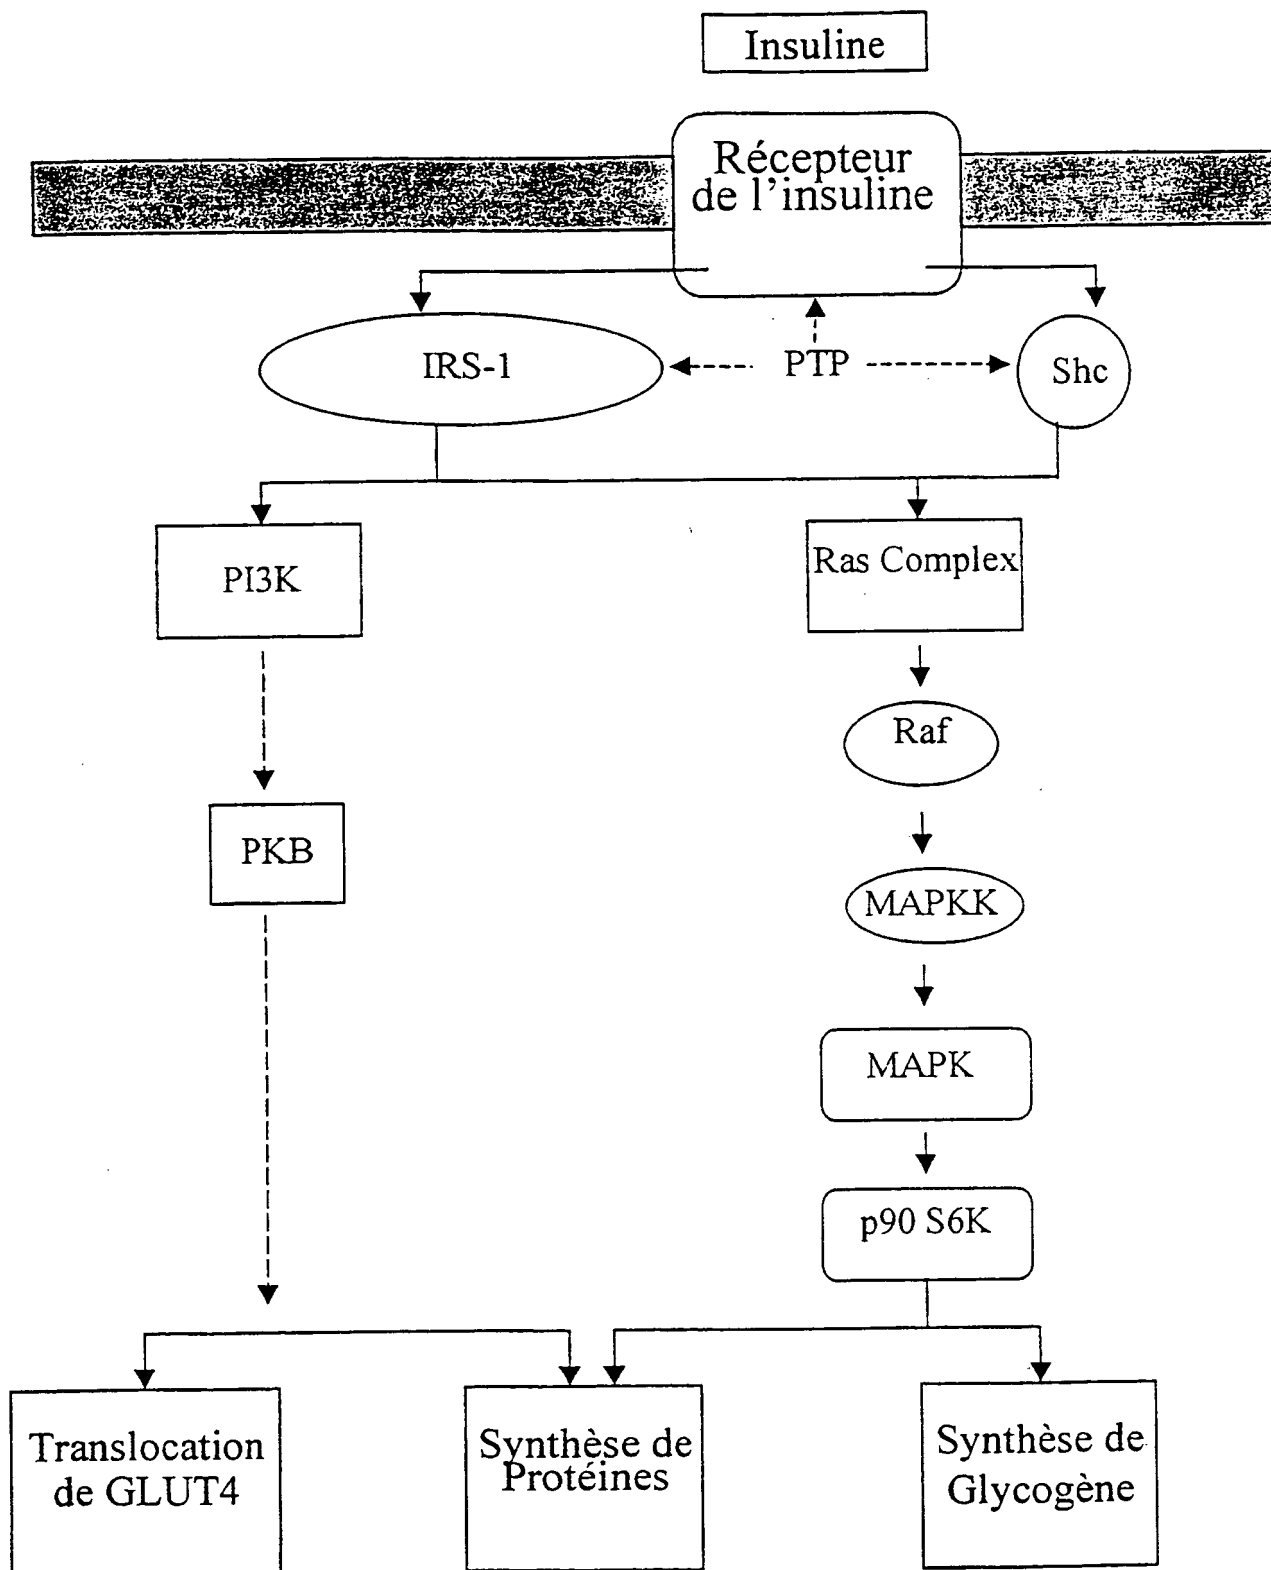 Insuline
Récepteur
de l'insuline
IRS-1
PTP
Shc
PI3K
Ras Complex
Raf
PKB
MAPKK
MAPK
p90 S6K
Translocation
de GLUT4
Synthèse de
Protéines
Synthèse de
Glycogène